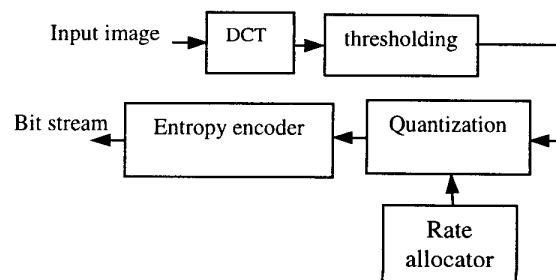 Input image
DCT
thresholding
Bit stream
Entropy encoder
Quantization
Rate
allocator